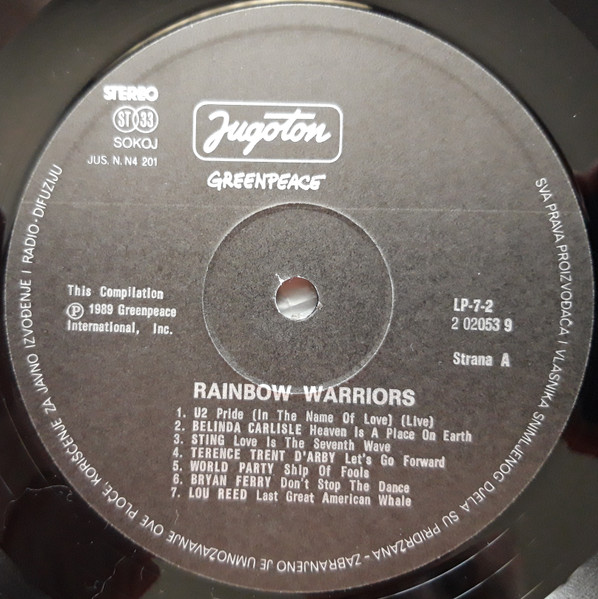 STEREO
ST 33
SOKOJ
JUS. N. N4 201
Jugoton
GREENPEACE
This Compilation
Ⓟ 1989 Greenpeace
International, Inc.
LP-7-2
2 02053 9
Strana A
RAINBOW WARRIORS
1. U2 Pride (In The Name Of Love) (Live)
2. BELINDA CARLISLE Heaven Is A Place On Earth
3. STING Love Is The Seventh Wave
4. TERENCE TRENT D'ARBY Let's Go Forward
5. WORLD PARTY Ship Of Fools
6. BRYAN FERRY Don't Stop The Dance
7. LOU REED Last Great American Whale
SVA PRAVA PROIZVOĐAČA I VLASNIKA SNIMLJENOG DJELA SU PRIDRŽANA - ZABRANJENO JE UMNOŽAVANJE OVE PLOČE, KORIŠĆENJE ZA JAVNO IZVOĐENJE I RADIO-DIFUZIJU